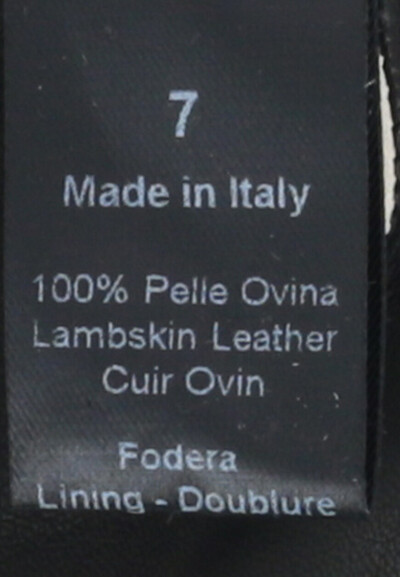 7
Made in Italy
100% Pelle Ovina
Lambskin Leather
Cuir Ovin
Fodera
Lining - Doublure